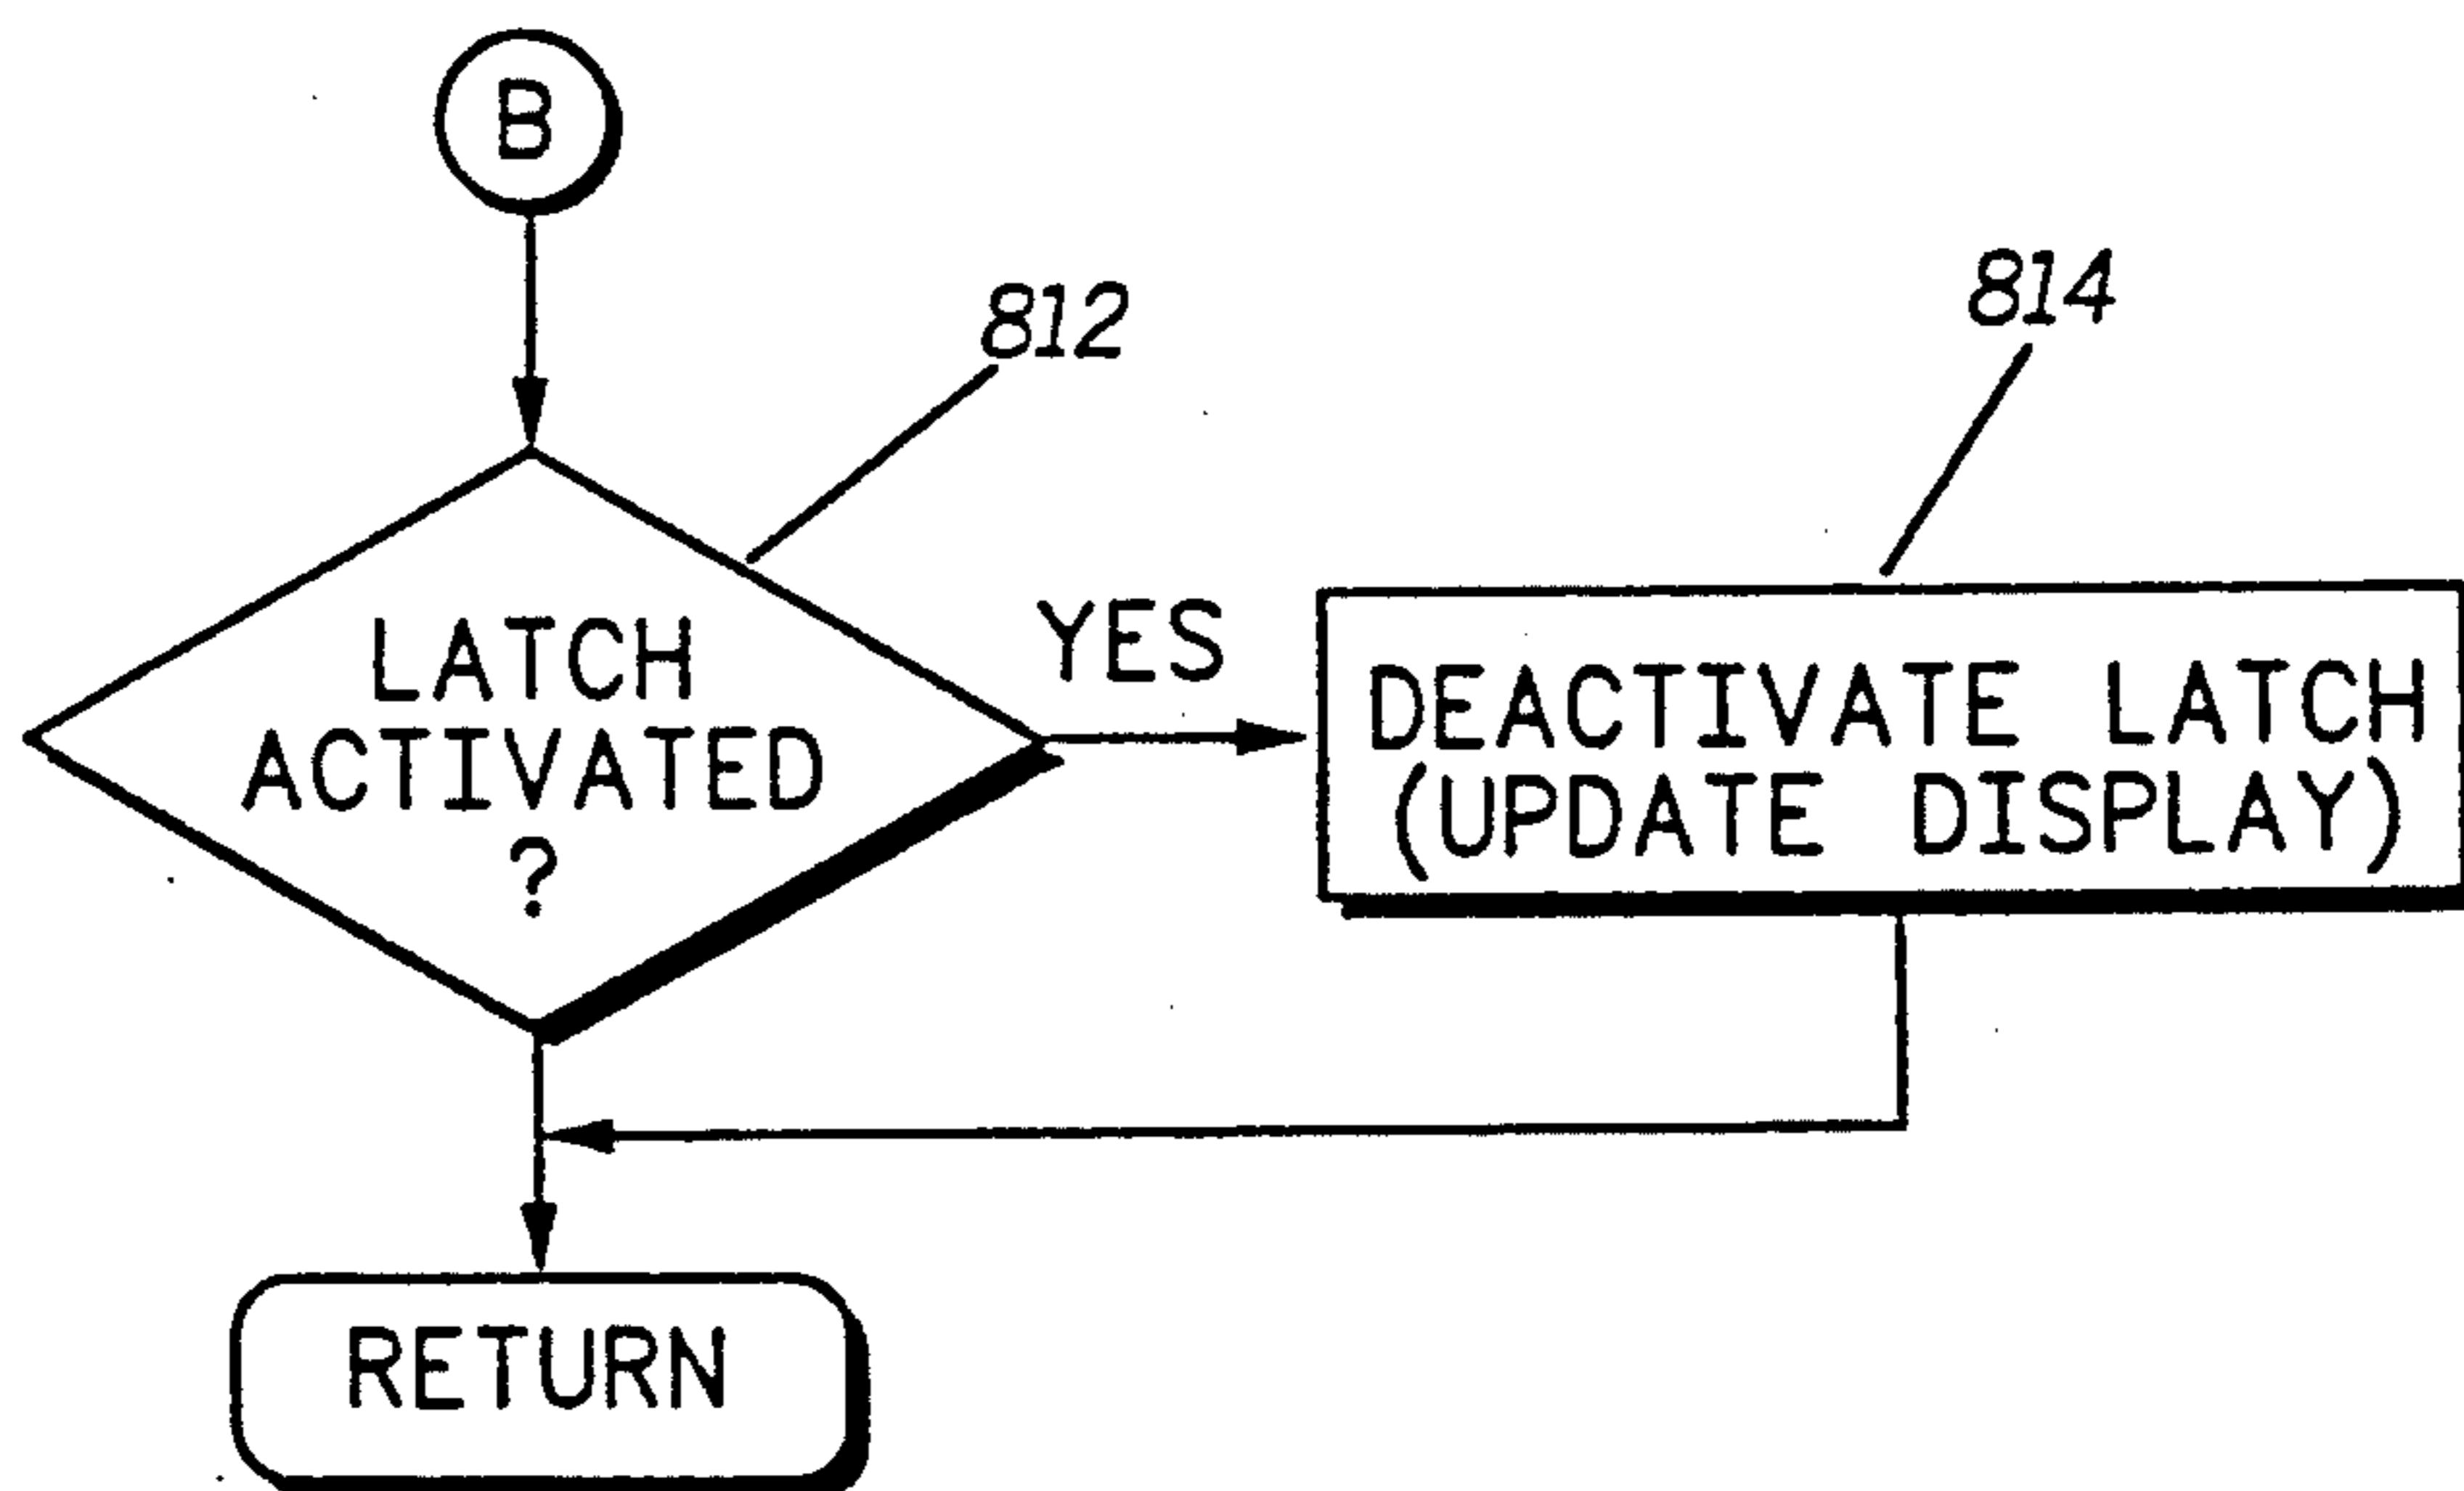 B
812
814
LATCH
ACTIVATED
?
YES
DEACTIVATE LATCH
(UPDATE DISPLAY)
RETURN